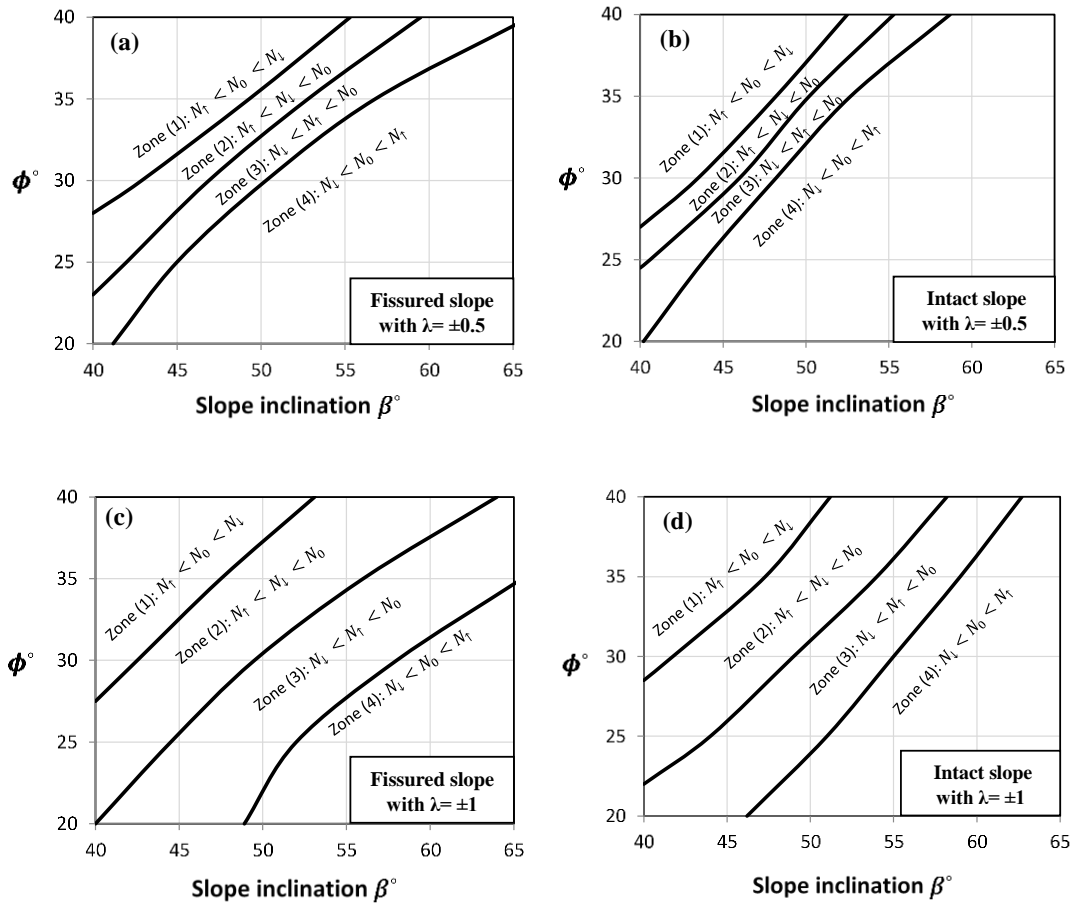 (a)
40
35
30
25
20
ϕ°
Zone (1): N↑ < N₀ < N↓
Zone (2): N↑ < N↓ < N₀
Zone (3): N↓ < N↑ < N₀
Zone (4): N↓ < N₀ < N↑
Fissured slope
with λ= ±0.5
40 45 50 55 60 65
Slope inclination β°
(b)
40
35
30
25
20
ϕ°
Zone (1): N↑ < N₀ < N↓
Zone (2): N↑ < N↓ < N₀
Zone (3): N↓ < N↑ < N₀
Zone (4): N↓ < N₀ < N↑
Intact slope
with λ= ±0.5
40 45 50 55 60 65
Slope inclination β°
(c)
40
35
30
25
20
ϕ°
Zone (1): N↑ < N₀ < N↓
Zone (2): N↑ < N↓ < N₀
Zone (3): N↓ < N↑ < N₀
Zone (4): N↓ < N₀ < N↑
Fissured slope
with λ= ±1
40 45 50 55 60 65
Slope inclination β°
(d)
40
35
30
25
20
ϕ°
Zone (1): N↑ < N₀ < N↓
Zone (2): N↑ < N↓ < N₀
Zone (3): N↓ < N↑ < N₀
Zone (4): N↓ < N₀ < N↑
Intact slope
with λ= ±1
40 45 50 55 60 65
Slope inclination β°